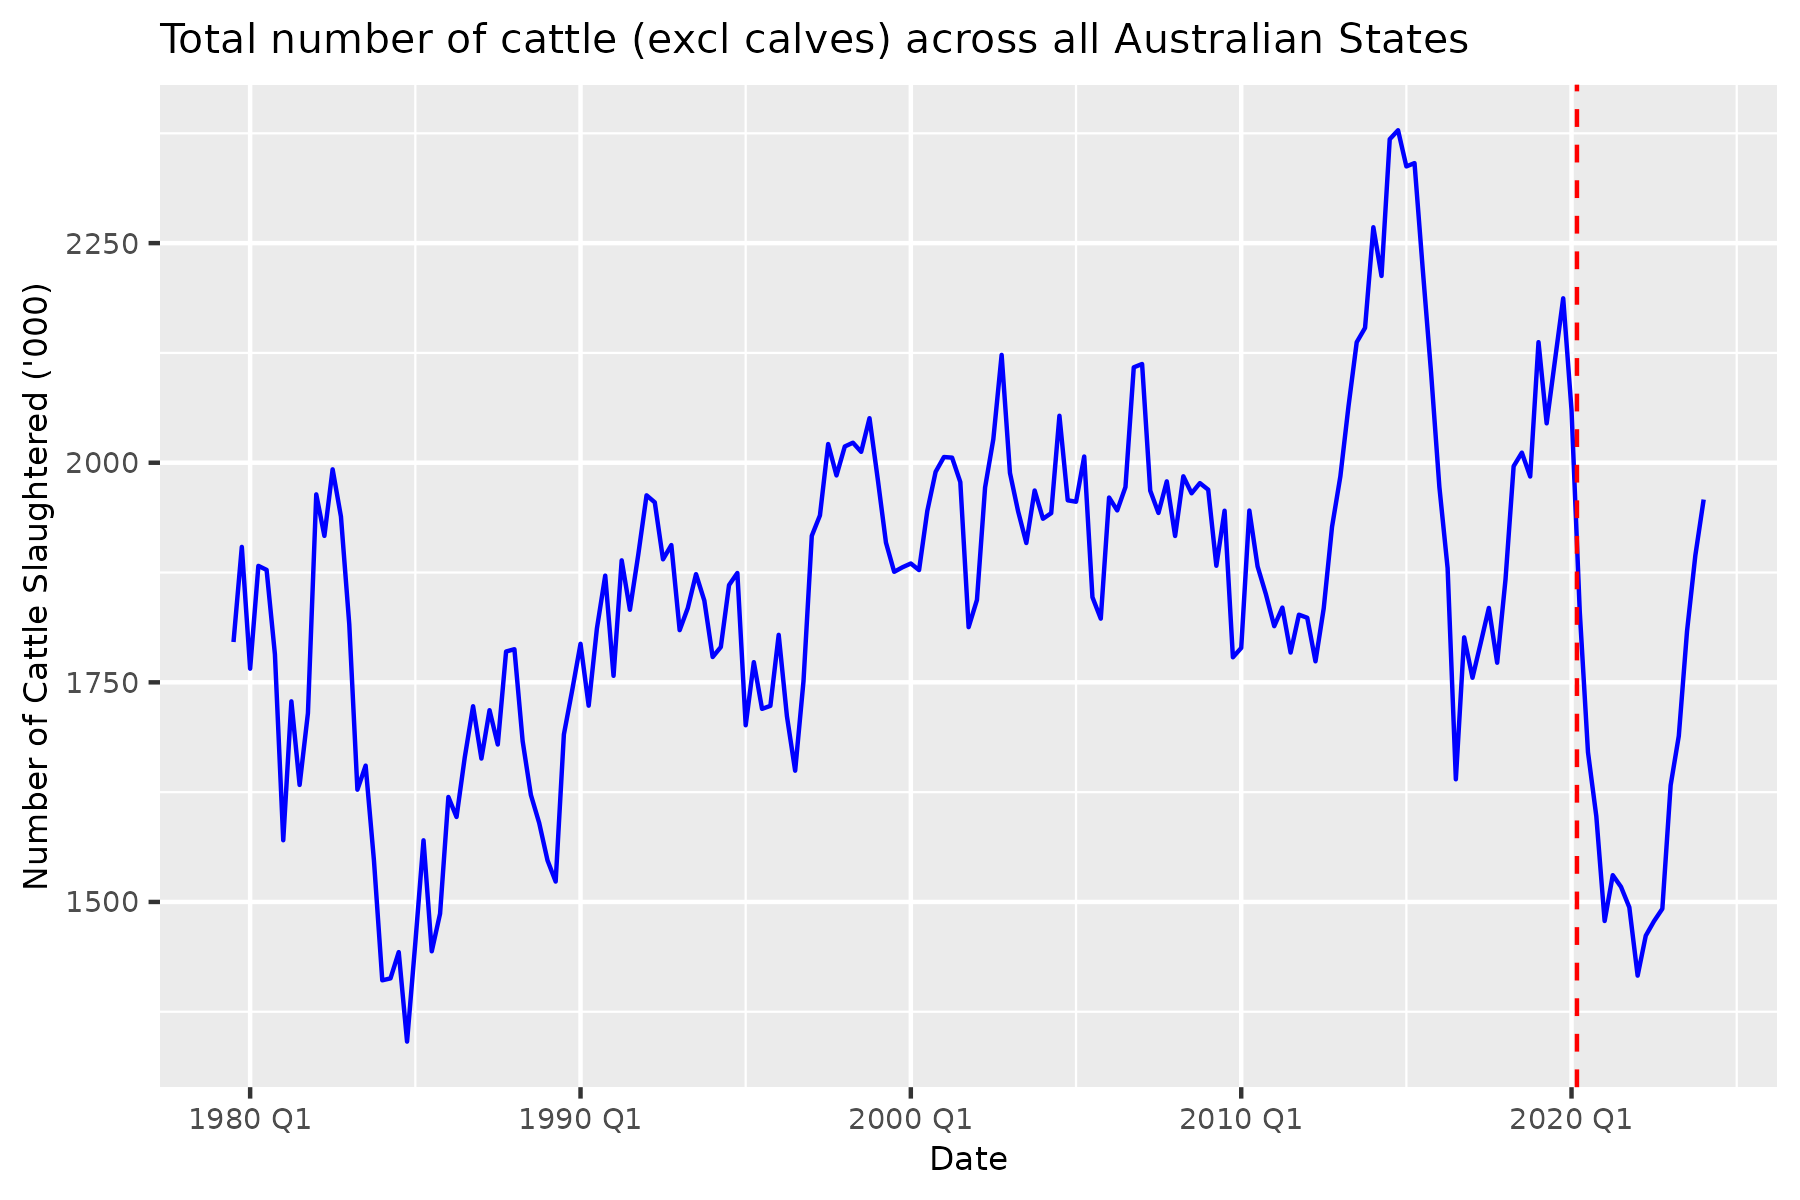 Total number of cattle (excl calves) across all Australian States
Number of Cattle Slaughtered ('000)
2250
2000
1750
1500
1980 Q1
1990 Q1
2000 Q1
2010 Q1
2020 Q1
Date